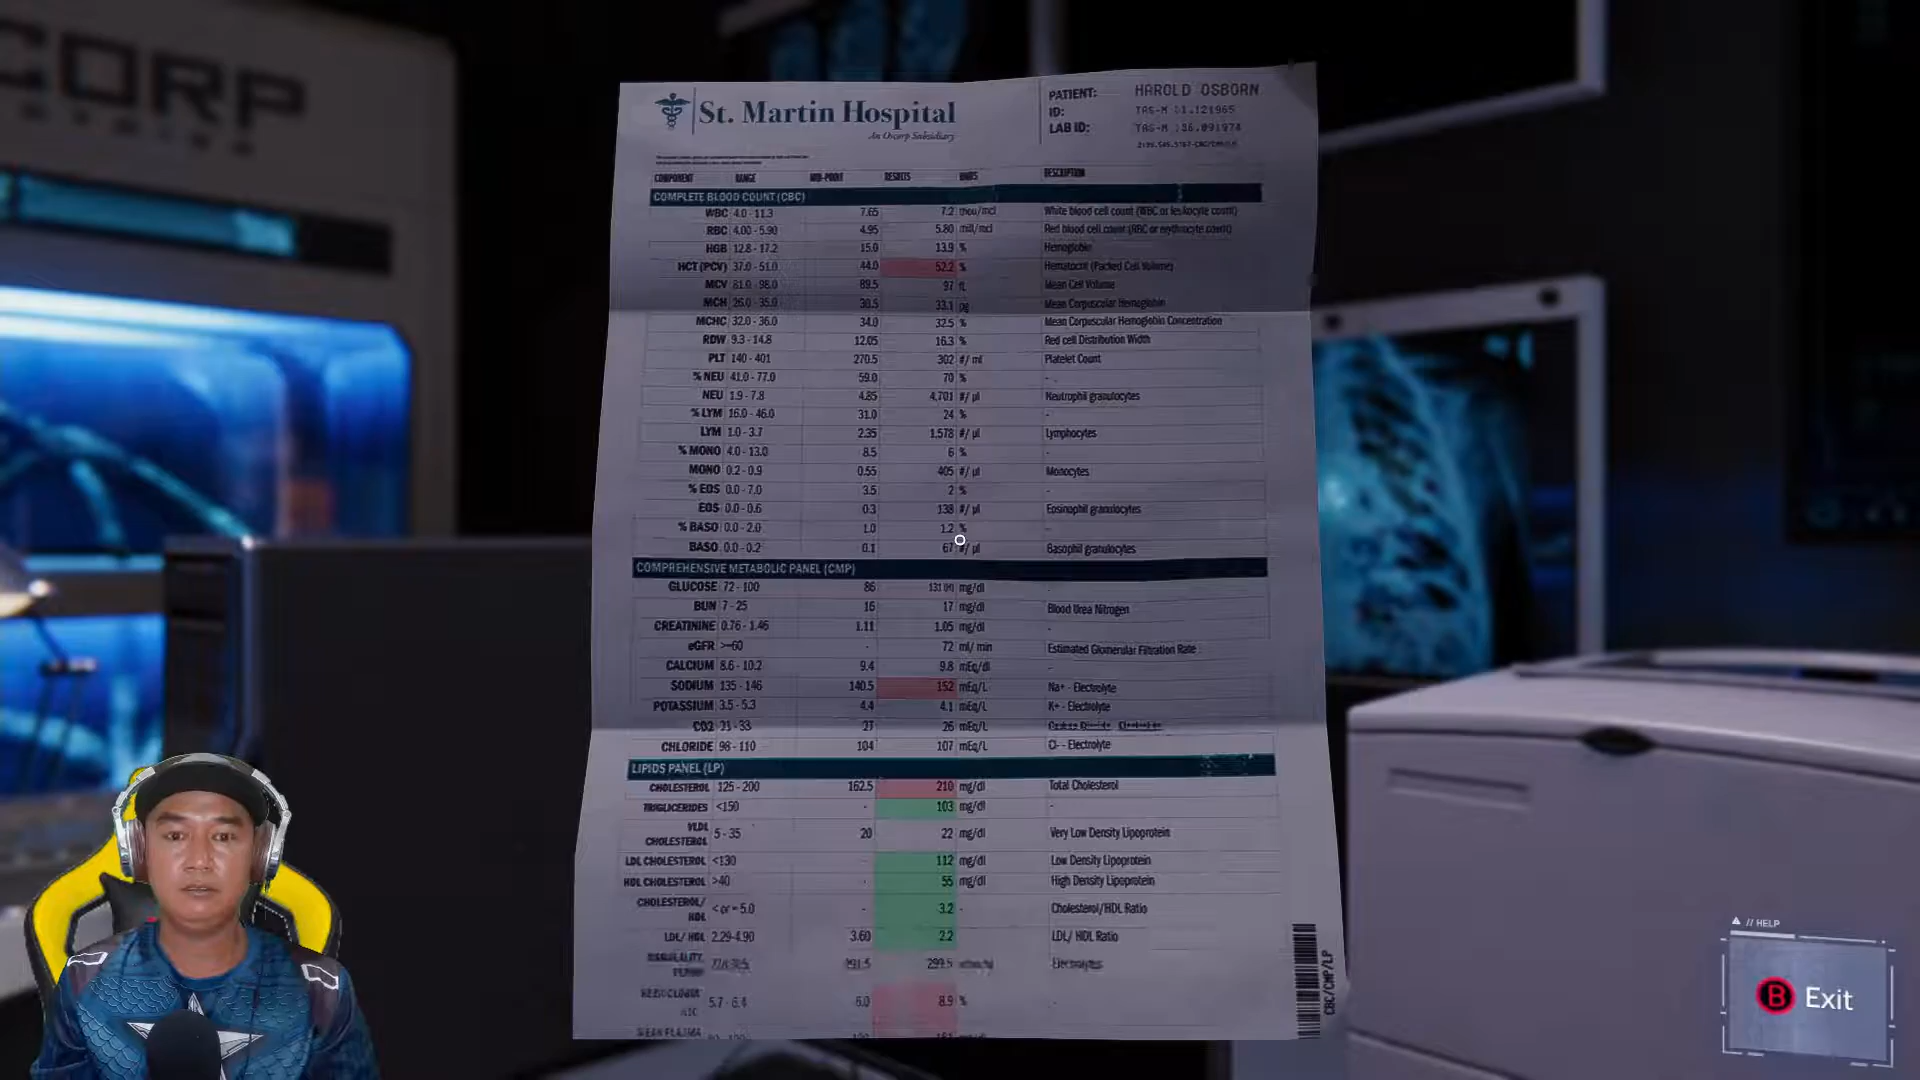 CORP
St. Martin Hospital
An Oscorp Subsidiary
PATIENT: HAROLD OSBORN
ID: TAS-M :1.121965
LAB ID: TAS-M :36.091974
COMPONENT RANGE MID-POINT RESULTS UNITS DESCRIPTION
COMPLETE BLOOD COUNT (CBC)
WBC 4.0 - 11.3 7.65 7.2 thou/mcl White blood cell count (WBC or leukocyte count)
RBC 4.00 - 5.90 4.95 5.80 mill/mcl Red blood cell count (RBC or erythrocyte count)
HGB 12.8 - 17.2 15.0 13.9 % Hemoglobin
HCT (PCV) 37.0 - 51.0 44.0 52.2 % Hematocrit (Packed Cell Volume)
MCV 81.0 - 98.0 89.5 97 fL Mean Cell Volume
MCH 26.0 - 35.0 30.5 33.1 pg Mean Corpuscular Hemoglobin
MCHC 32.0 - 36.0 34.0 32.5 % Mean Corpuscular Hemoglobin Concentration
RDW 9.3 - 14.8 12.05 16.3 % Red cell Distribution Width
PLT 140 - 401 270.5 302 #/ ml Platelet Count
% NEU 41.0 - 77.0 59.0 70 % -
NEU 1.9 - 7.8 4.85 4,701 #/ µl Neutrophil granulocytes
% LYM 16.0 - 46.0 31.0 24 % -
LYM 1.0 - 3.7 2.35 1,578 #/ µl Lymphocytes
% MONO 4.0 - 13.0 8.5 6 % -
MONO 0.2 - 0.9 0.55 405 #/ µl Monocytes
% EOS 0.0 - 7.0 3.5 2 % -
EOS 0.0 - 0.6 0.3 138 #/ µl Eosinophil granulocytes
% BASO 0.0 - 2.0 1.0 1.2 % -
BASO 0.0 - 0.2 0.1 67 #/ µl Basophil granulocytes
COMPREHENSIVE METABOLIC PANEL (CMP)
GLUCOSE 72 - 100 86 131 (H) mg/dl -
BUN 7 - 25 16 17 mg/dl Blood Urea Nitrogen
CREATININE 0.76 - 1.46 1.11 1.05 mg/dl -
eGFR >=60 - 72 ml/ min Estimated Glomerular Filtration Rate
CALCIUM 8.6 - 10.2 9.4 9.8 mEq/dl -
SODIUM 135 - 146 140.5 152 mEq/L Na+ - Electrolyte
POTASSIUM 3.5 - 5.3 4.4 4.1 mEq/L K+ - Electrolyte
CO2 21 - 33 27 26 mEq/L
CHLORIDE 98 - 110 104 107 mEq/L Cl- - Electrolyte
LIPIDS PANEL (LP)
CHOLESTEROL 125 - 200 162.5 210 mg/dl Total Cholesterol
TRIGLICERIDES <150 - 103 mg/dl -
VLDL CHOLESTEROL 5 - 35 20 22 mg/dl Very Low Density Lipoprotein
LDL CHOLESTEROL <130 - 112 mg/dl Low Density Lipoprotein
HDL CHOLESTEROL >40 - 55 mg/dl High Density Lipoprotein
CHOLESTEROL/ HDL < or = 5.0 - 3.2 - Cholesterol/HDL Ratio
LDL/ HDL 2.29-4.90 3.60 2.2 LDL/ HDL Ratio
291.5 299.5 Electrolytes
5.7 - 6.4 6.0 8.9 % -
CBC/CMP/LP
// HELP
B Exit